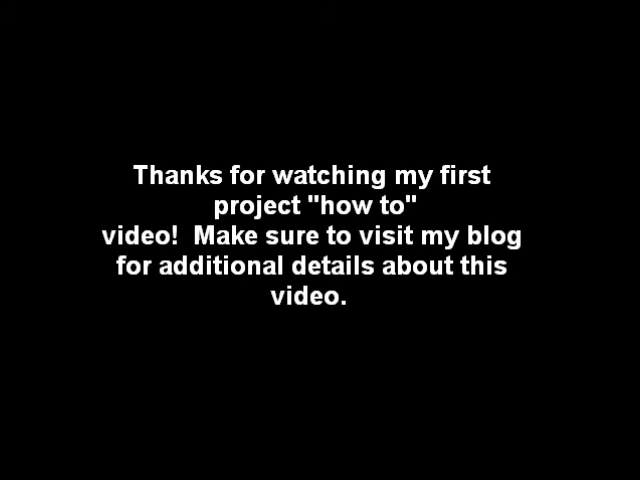 Thanks for watching my first
project "how to"
video!  Make sure to visit my blog
for additional details about this
video.